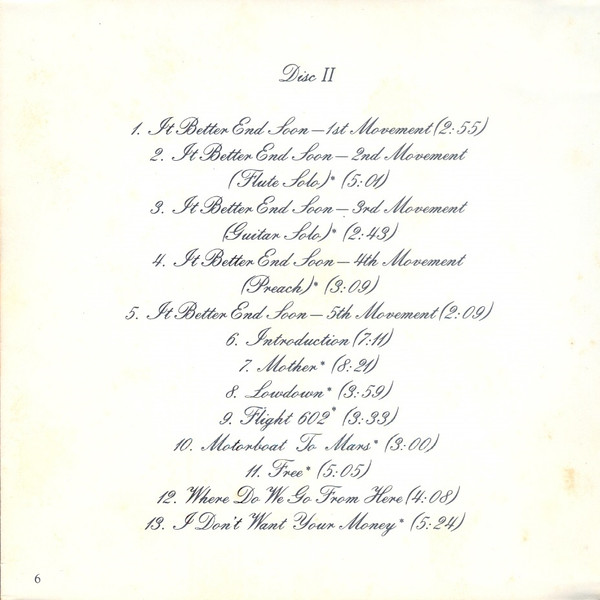 Disc II
1. It Better End Soon—1st Movement (2:55)
2. It Better End Soon—2nd Movement
(Flute Solo)* (5:01)
3. It Better End Soon—3rd Movement
(Guitar Solo)* (2:43)
4. It Better End Soon—4th Movement
(Preach)* (3:09)
5. It Better End Soon—5th Movement (2:09)
6. Introduction (7:11)
7. Mother* (8:21)
8. Lowdown* (3:59)
9. Flight 602* (3:33)
10. Motorboat To Mars* (3:00)
11. Free* (5:05)
12. Where Do We Go From Here (4:08)
13. I Don't Want Your Money* (5:24)
6